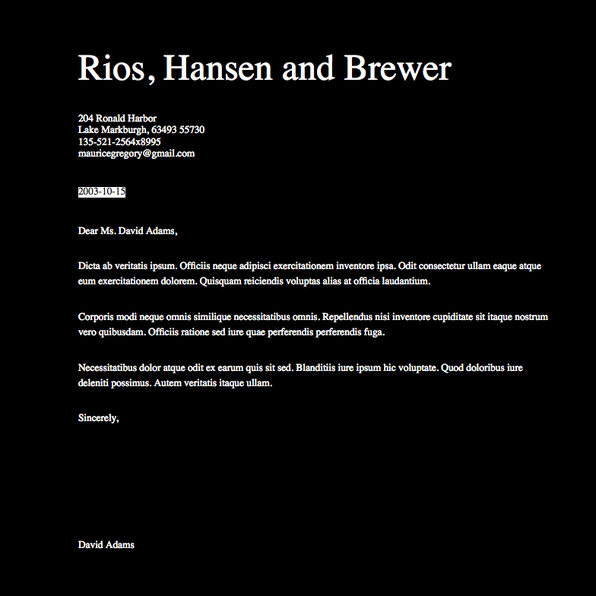 Rios, Hansen and Brewer
204 Ronald Harbor
Lake Markburgh, 63493 55730
135-521-2564x8995
mauricegregory@gmail.com
2003-10-15
Dear Ms. David Adams,
Dicta ab veritatis ipsum. Officiis neque adipisci exercitationem inventore ipsa. Odit consectetur ullam eaque atque
eum exercitationem dolorem. Quisquam reiciendis voluptas alias at officia laudantium.
Corporis modi neque omnis similique necessitatibus omnis. Repellendus nisi inventore cupiditate sit itaque nostrum
vero quibusdam. Officiis ratione sed iure quae perferendis perferendis fuga.
Necessitatibus dolor atque odit ex earum quis sit sed. Blanditiis iure ipsum hic voluptate. Quod doloribus iure
deleniti possimus. Autem veritatis itaque ullam.
Sincerely,
David Adams